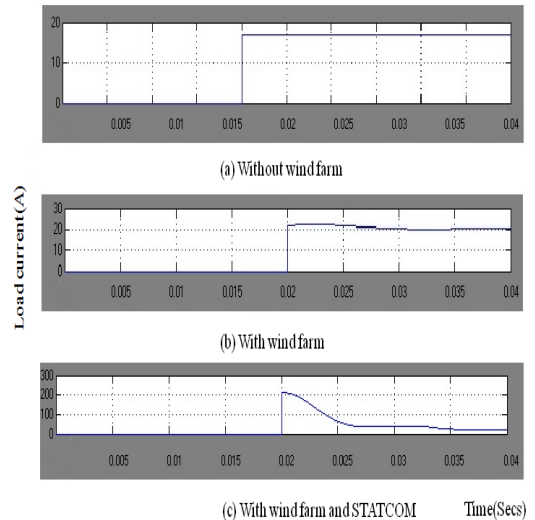 20
10
0
0.005 0.01 0.015 0.02 0.025 0.03 0.035 0.04
(a) Without wind farm
Load current(A)
30
20
10
0
0.005 0.01 0.015 0.02 0.025 0.03 0.035 0.04
(b) With wind farm
300
200
100
0
0.005 0.01 0.015 0.02 0.025 0.03 0.035 0.04
(c) With wind farm and STATCOM Time(Secs)